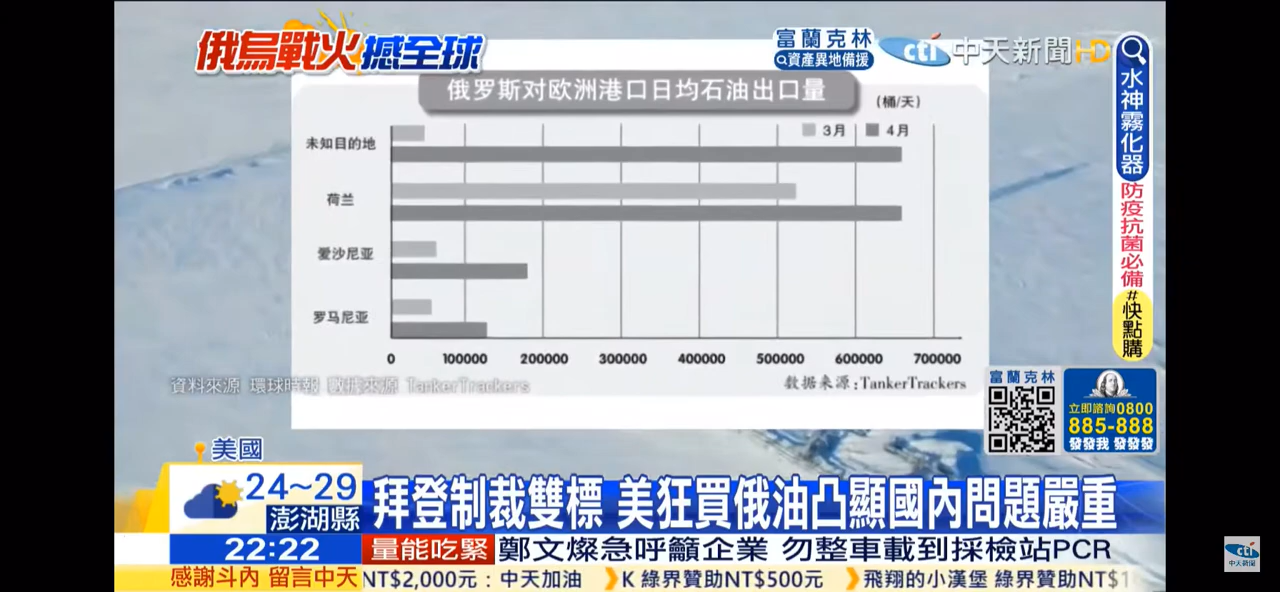 俄烏戰火撼全球
富蘭克林
資產異地備援
cti 中天新聞HD
水神霧化器
防疫抗菌必備
#快點購
俄罗斯对欧洲港口日均石油出口量
(桶/天)
3月 4月
未知目的地
荷兰
爱沙尼亚
罗马尼亚
0 100000 200000 300000 400000 500000 600000 700000
資料來源 環球時報 數據來源 TankerTrackers
数据来源:TankerTrackers
富蘭克林
立即諮詢0800
885-888
發發我 發發發
美國
24~29
澎湖縣
拜登制裁雙標 美狂買俄油凸顯國內問題嚴重
22:22
量能吃緊 鄭文燦急呼籲企業 勿整車載到採檢站PCR
感謝斗內 留言中天
NT$2,000元：中天加油 K 綠界贊助NT$500元 飛翔的小漢堡 綠界贊助NT$1
cti
中天新聞